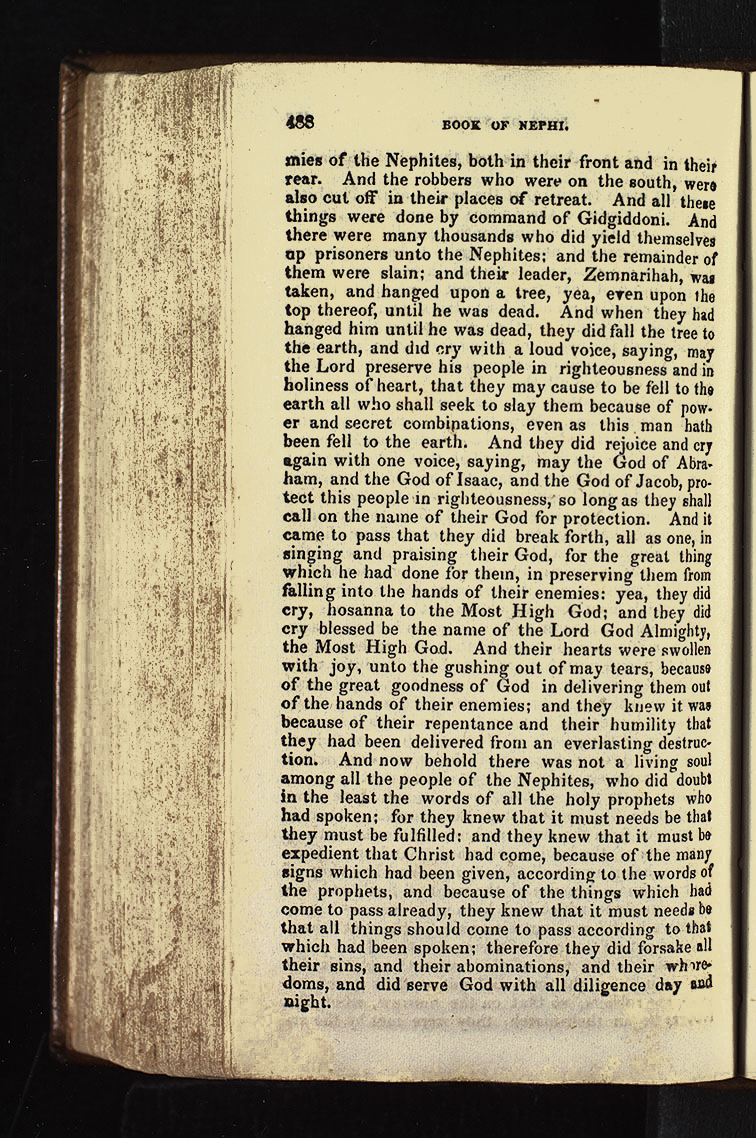 488 BOOK OF NEPHI.
mies of the Nephites, both in their front and in their
rear. And the robbers who were on the south, were
also cut off in their places of retreat. And all these
things were done by command of Gidgiddoni. And
there were many thousands who did yield themselves
up prisoners unto the Nephites; and the remainder of
them were slain; and their leader, Zemnarihah, was
taken, and hanged upon a tree, yea, even upon the
top thereof, until he was dead. And when they had
hanged him until he was dead, they did fall the tree to
the earth, and did cry with a loud voice, saying, may
the Lord preserve his people in righteousness and in
holiness of heart, that they may cause to be fell to the
earth all who shall seek to slay them because of pow-
er and secret combinations, even as this man hath
been fell to the earth. And they did rejoice and cry
again with one voice, saying, may the God of Abra-
ham, and the God of Isaac, and the God of Jacob, pro-
tect this people in righteousness, so long as they shall
call on the name of their God for protection. And it
came to pass that they did break forth, all as one, in
singing and praising their God, for the great thing
which he had done for them, in preserving them from
falling into the hands of their enemies: yea, they did
cry, hosanna to the Most High God; and they did
cry blessed be the name of the Lord God Almighty,
the Most High God. And their hearts were swollen
with joy, unto the gushing out of may tears, because
of the great goodness of God in delivering them out
of the hands of their enemies; and they knew it was
because of their repentance and their humility that
they had been delivered from an everlasting destruc-
tion. And now behold there was not a living soul
among all the people of the Nephites, who did doubt
in the least the words of all the holy prophets who
had spoken; for they knew that it must needs be that
they must be fulfilled: and they knew that it must be
expedient that Christ had come, because of the many
signs which had been given, according to the words of
the prophets, and because of the things which had
come to pass already, they knew that it must needs be
that all things should come to pass according to that
which had been spoken; therefore they did forsake all
their sins, and their abominations, and their whore-
doms, and did serve God with all diligence day and
night.